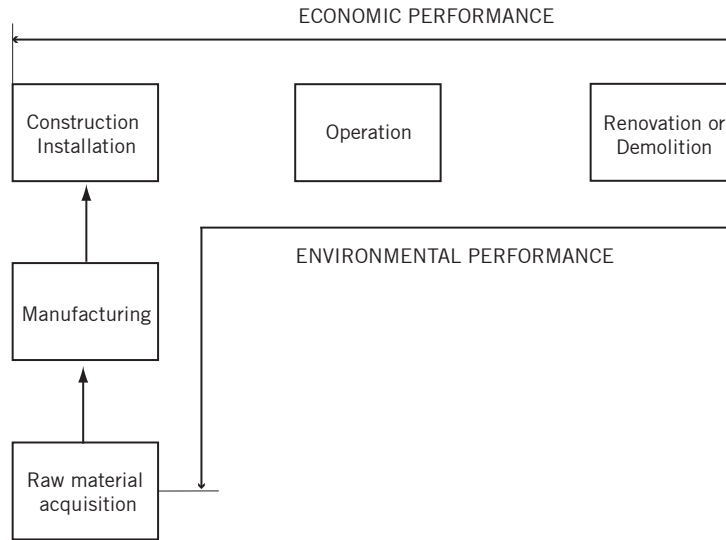 ECONOMIC PERFORMANCE
Construction
Installation
Operation
Renovation or
Demolition
ENVIRONMENTAL PERFORMANCE
Manufacturing
Raw material
acquisition